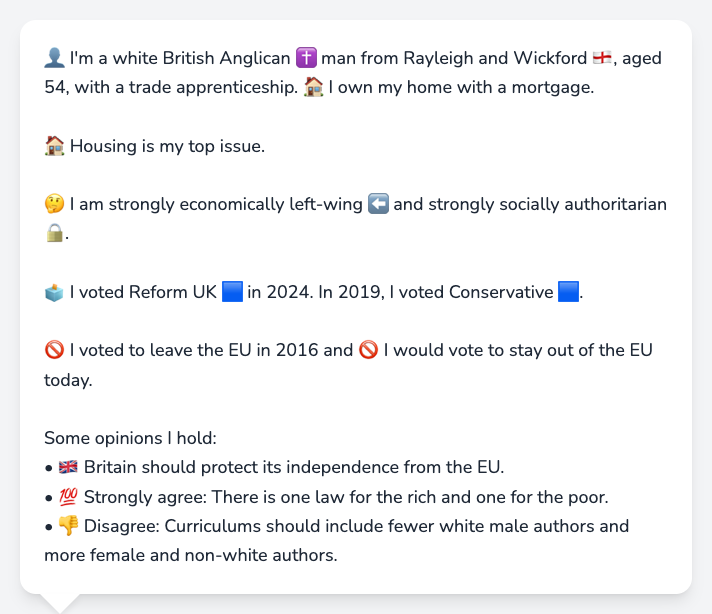 👤 I'm a white British Anglican ✝️ man from Rayleigh and Wickford 🏴󠁧󠁢󠁥󠁮󠁧󠁿, aged
54, with a trade apprenticeship. 🏠 I own my home with a mortgage.
🏠 Housing is my top issue.
🤔 I am strongly economically left-wing ⬅️ and strongly socially authoritarian
🔒.
🗳️ I voted Reform UK 🟦 in 2024. In 2019, I voted Conservative 🟦.
🚫 I voted to leave the EU in 2016 and 🚫 I would vote to stay out of the EU
today.
Some opinions I hold:
• 🇬🇧 Britain should protect its independence from the EU.
• 💯 Strongly agree: There is one law for the rich and one for the poor.
• 👎 Disagree: Curriculums should include fewer white male authors and
more female and non-white authors.